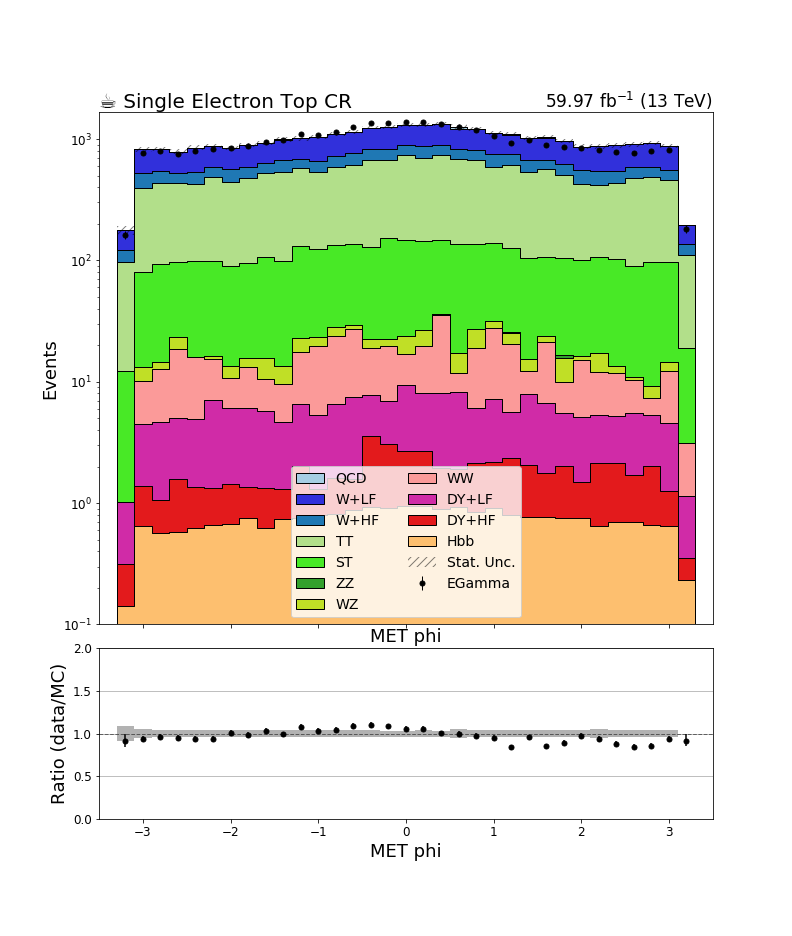 ☕ Single Electron Top CR
59.97 fb⁻¹ (13 TeV)
Events
10³
10²
10¹
10⁰
10⁻¹
QCD
W+LF
W+HF
TT
ST
ZZ
WZ
WW
DY+LF
DY+HF
Hbb
Stat. Unc.
EGamma
MET phi
Ratio (data/MC)
2.0
1.5
1.0
0.5
0.0
−3 −2 −1 0 1 2 3
MET phi